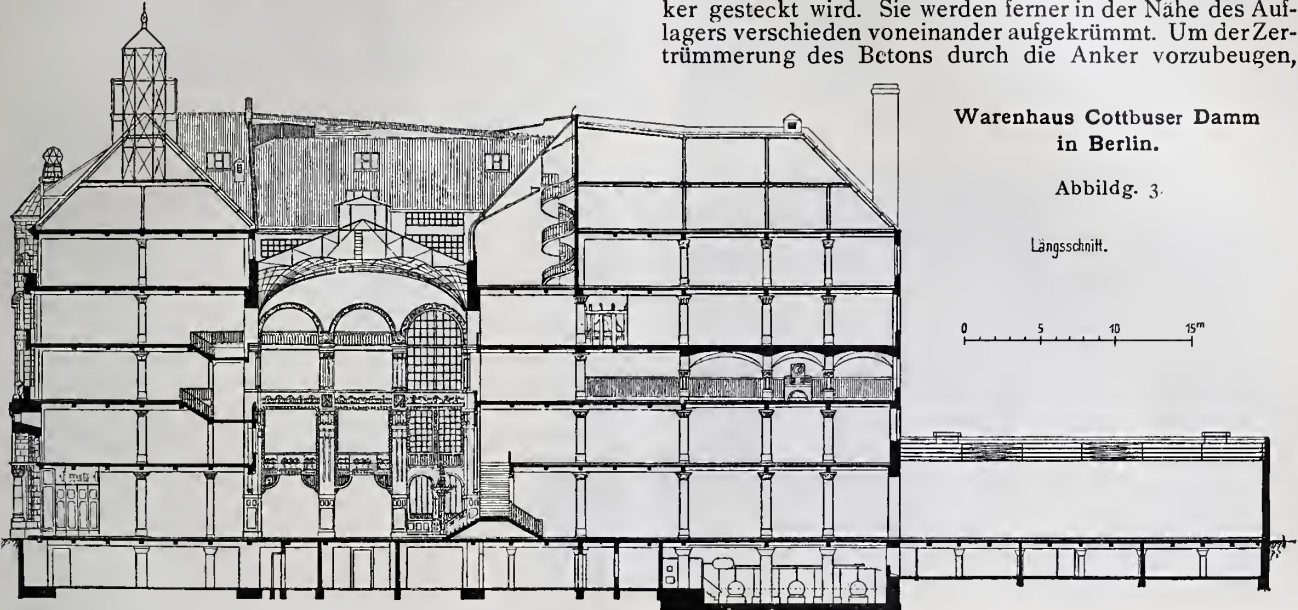 ker gesteckt wird. Sie werden ferner in der Nähe des Auf-
lagers verschieden voneinander aufgekrümmt. Um der Zer-
trümmerung des Betons durch die Anker vorzubeugen,
Warenhaus Cottbuser Damm
in Berlin.
Abbildg. 3.
Längsschnitt.
0 5 10 15m